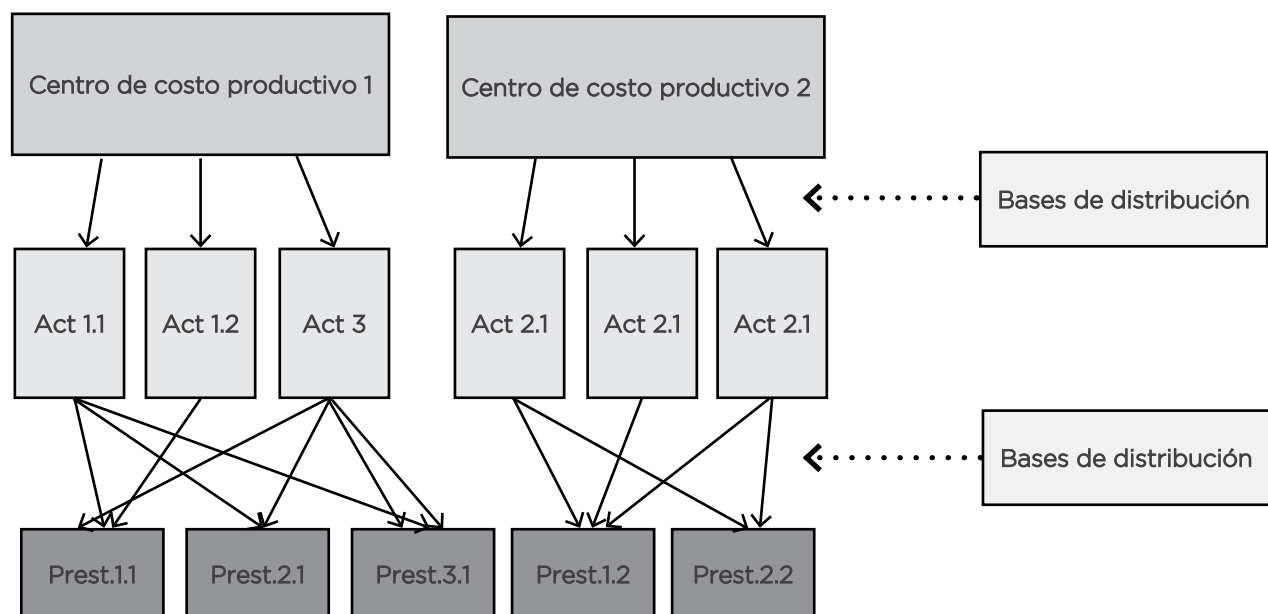 Centro de costo productivo 1
Centro de costo productivo 2
Bases de distribución
Act 1.1
Act 1.2
Act 3
Act 2.1
Act 2.1
Act 2.1
Bases de distribución
Prest.1.1
Prest.2.1
Prest.3.1
Prest.1.2
Prest.2.2